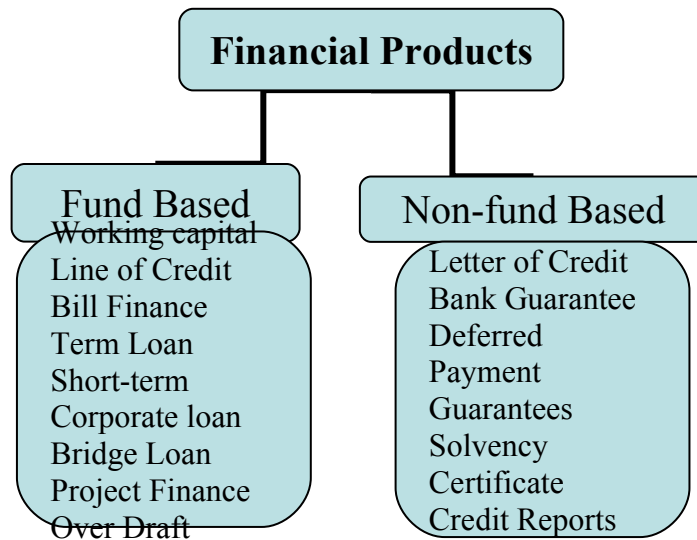 Financial Products
Fund Based
Working capital
Line of Credit
Bill Finance
Term Loan
Short-term
Corporate loan
Bridge Loan
Project Finance
Over Draft
Non-fund Based
Letter of Credit
Bank Guarantee
Deferred
Payment
Guarantees
Solvency
Certificate
Credit Reports